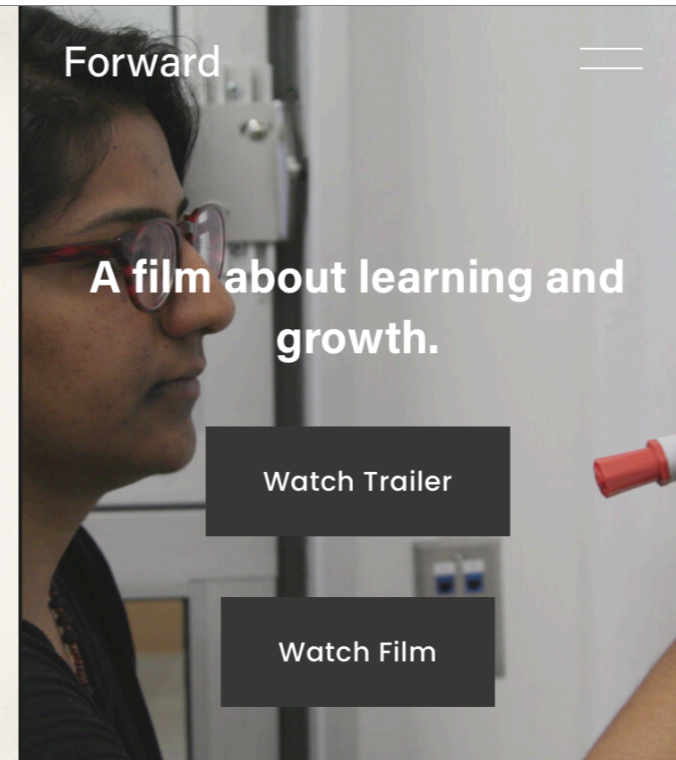 Forward
A film about learning and
growth.
Watch Trailer
Watch Film